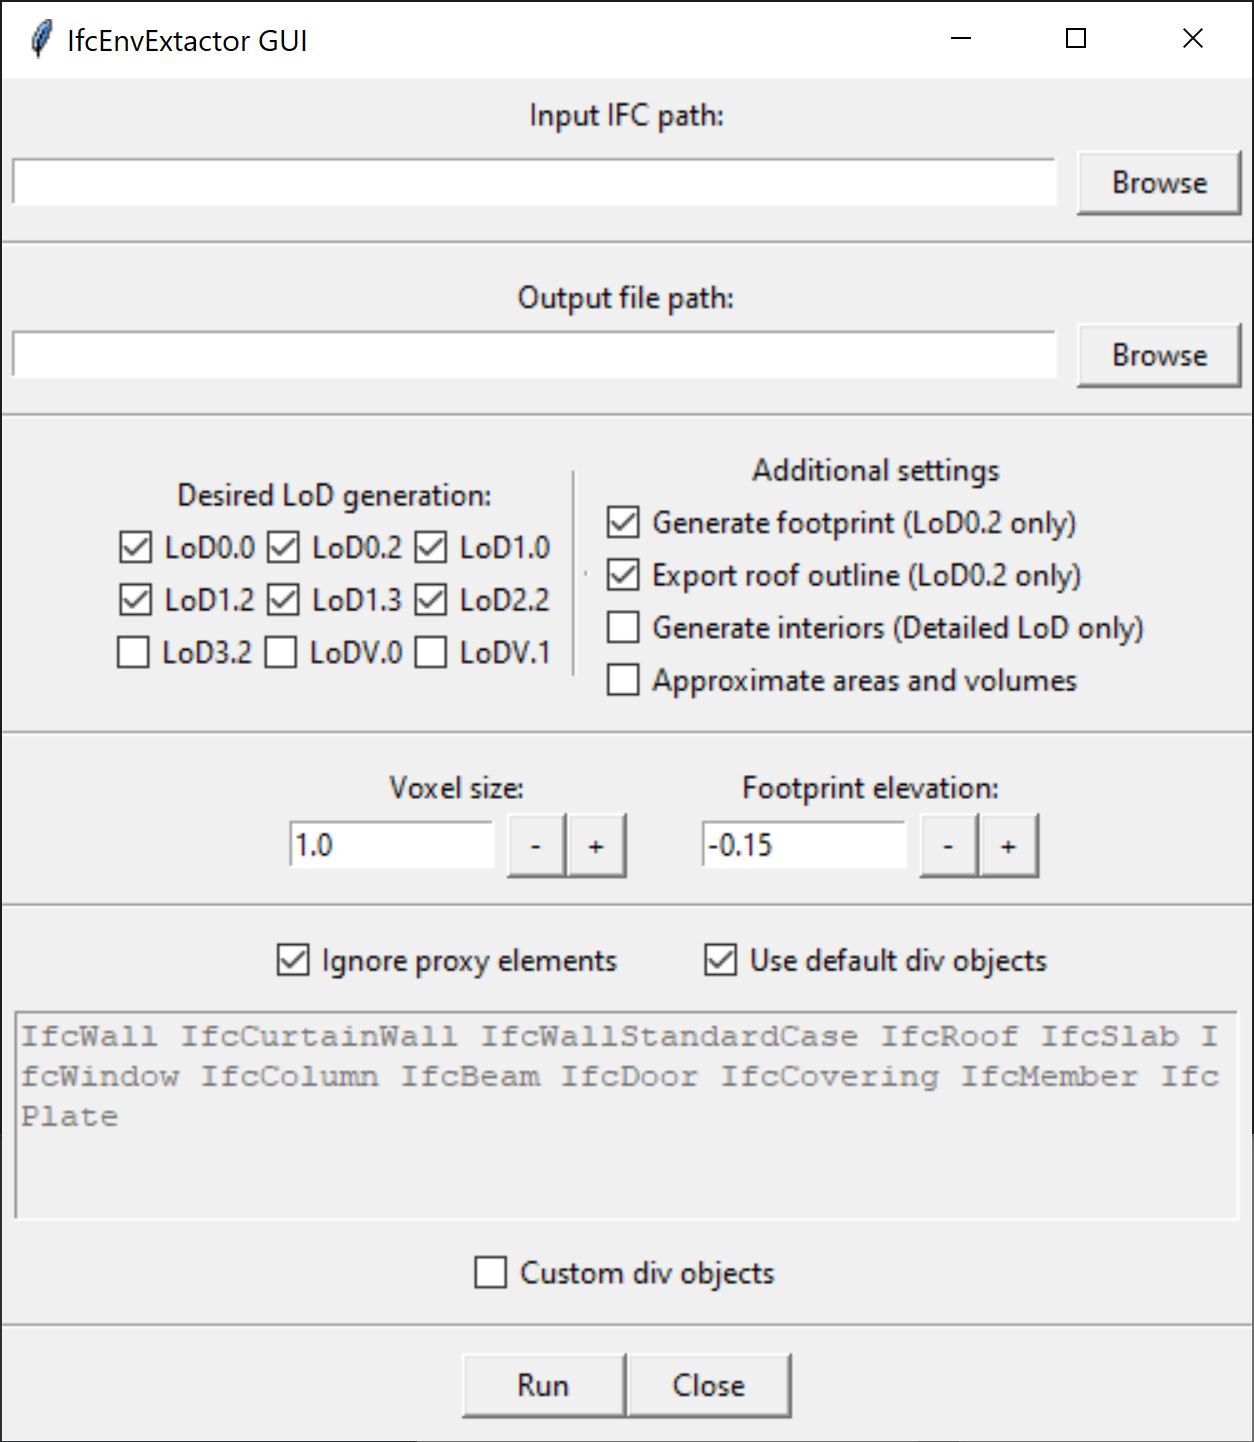 IfcEnvExtactor GUI
Input IFC path:
Browse
Output file path:
Browse
Desired LoD generation:
LoD0.0 LoD0.2 LoD1.0
LoD1.2 LoD1.3 LoD2.2
LoD3.2 LoDV.0 LoDV.1
Additional settings
Generate footprint (LoD0.2 only)
Export roof outline (LoD0.2 only)
Generate interiors (Detailed LoD only)
Approximate areas and volumes
Voxel size: Footprint elevation:
1.0 - + -0.15 - +
Ignore proxy elements Use default div objects
IfcWall IfcCurtainWall IfcWallStandardCase IfcRoof IfcSlab I
fcWindow IfcColumn IfcBeam IfcDoor IfcCovering IfcMember Ifc
Plate
Custom div objects
Run Close